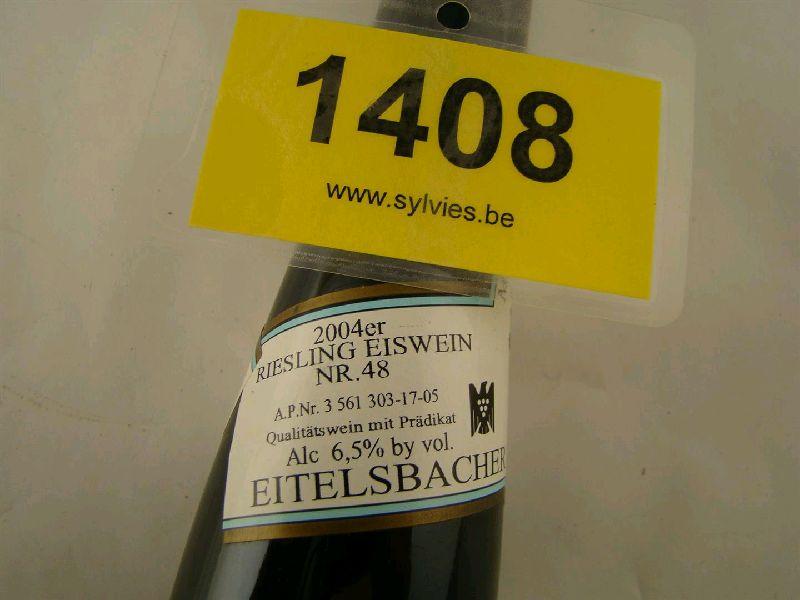 1408
www.sylvies.be
2004er
RIESLING EISWEIN
NR.48
A.P.Nr. 3 561 303-17-05
Qualitätswein mit Prädikat
Alc 6,5% by vol.
EITELSBACHER